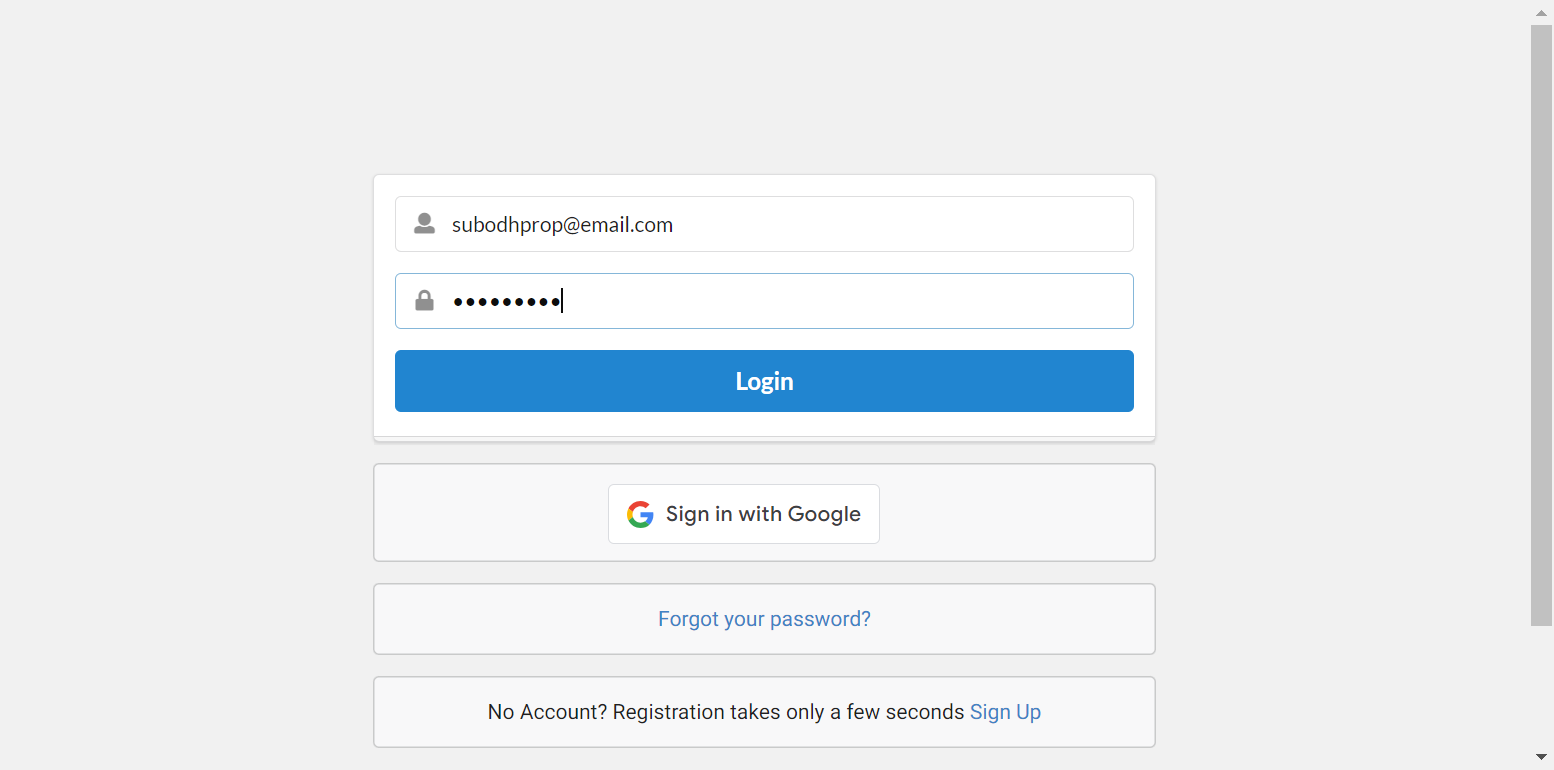 subodhprop@email.com
•••••••••
Login
Sign in with Google
Forgot your password?
No Account? Registration takes only a few seconds Sign Up